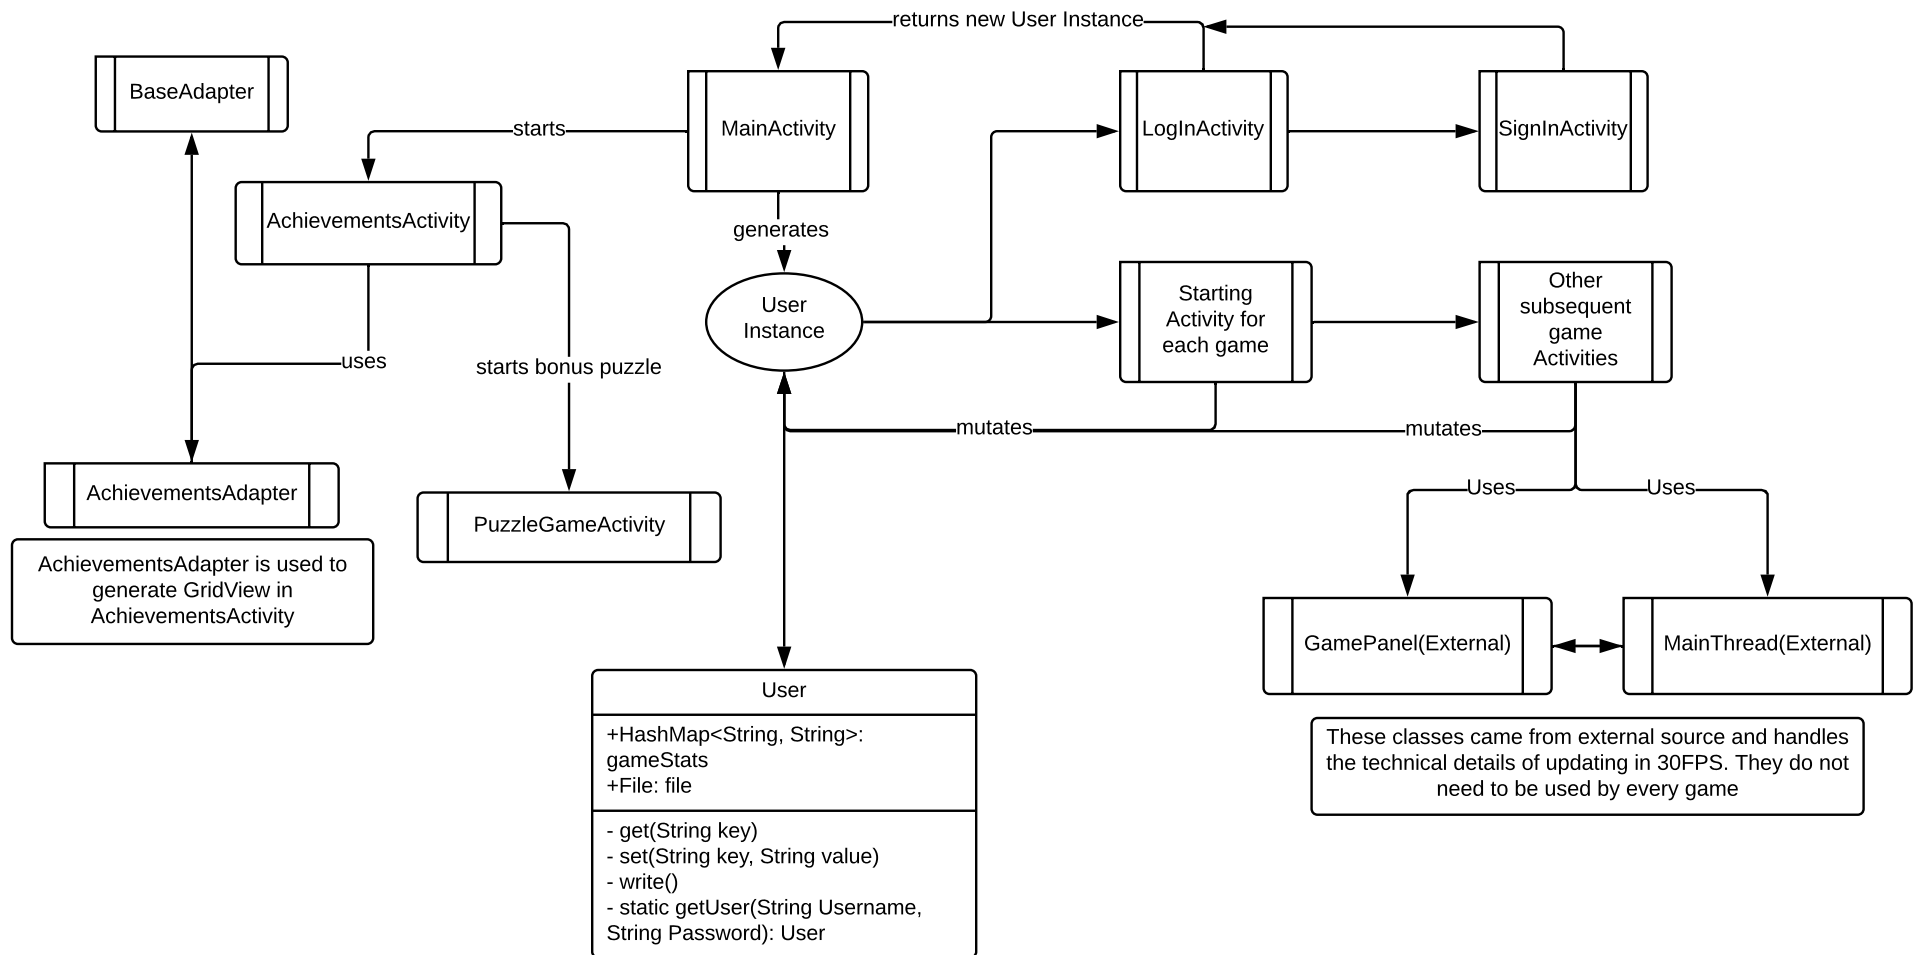 returns new User Instance
BaseAdapter
MainActivity
LogInActivity
SignInActivity
starts
AchievementsActivity
generates
User
Instance
Starting
Activity for
each game
Other
subsequent
game
Activities
uses
starts bonus puzzle
mutates
mutates
AchievementsAdapter
Uses
Uses
PuzzleGameActivity
AchievementsAdapter is used to
generate GridView in
AchievementsActivity
GamePanel(External)
MainThread(External)
User
+HashMap<String, String>:
gameStats
+File: file
- get(String key)
- set(String key, String value)
- write()
- static getUser(String Username,
String Password): User
These classes came from external source and handles
the technical details of updating in 30FPS. They do not
need to be used by every game